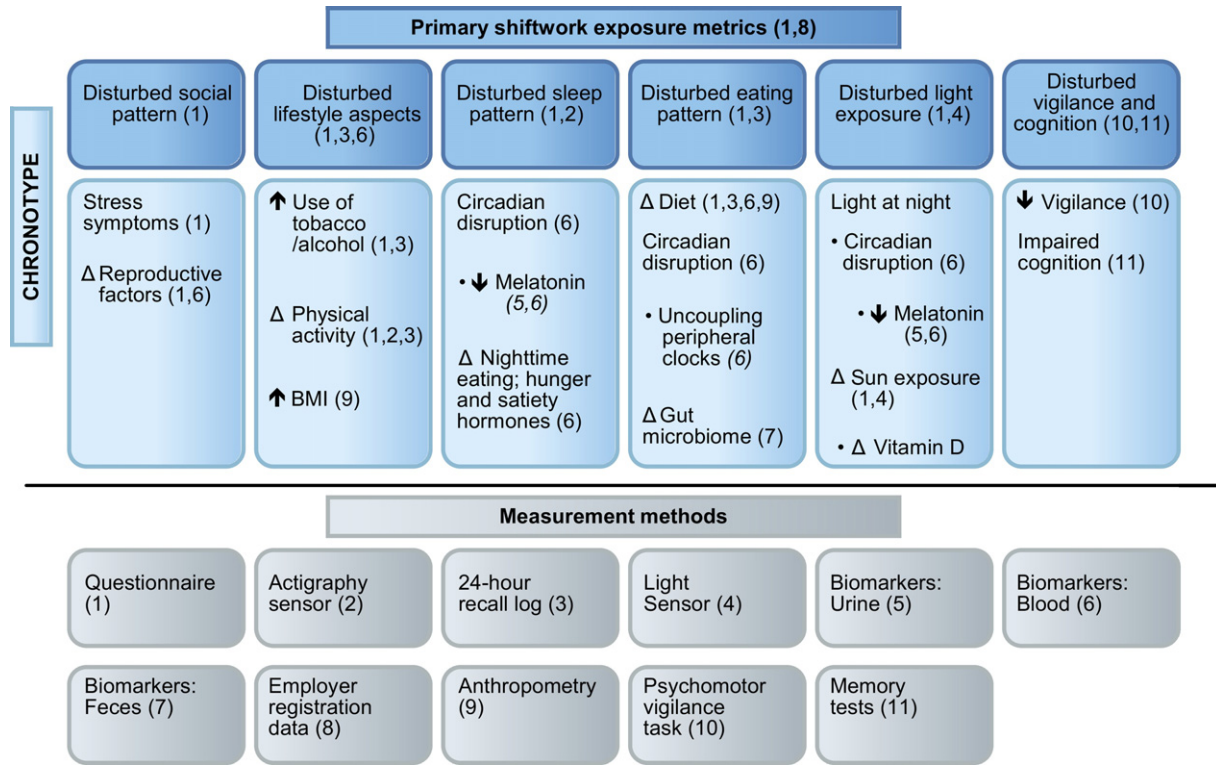 Primary shiftwork exposure metrics (1,8)
CHRONOTYPE
Disturbed social
pattern (1)
Disturbed
lifestyle aspects
(1,3,6)
Disturbed sleep
pattern (1,2)
Disturbed eating
pattern (1,3)
Disturbed light
exposure (1,4)
Disturbed
vigilance and
cognition (10,11)
Stress
symptoms (1)
Δ Reproductive
factors (1,6)
🡹 Use of
tobacco
/alcohol (1,3)
Δ Physical
activity (1,2,3)
🡹 BMI (9)
Circadian
disruption (6)
• 🡻 Melatonin
(5,6)
Δ Nighttime
eating; hunger
and satiety
hormones (6)
Δ Diet (1,3,6,9)
Circadian
disruption (6)
• Uncoupling
peripheral
clocks (6)
Δ Gut
microbiome (7)
Light at night
• Circadian
disruption (6)
• 🡻 Melatonin
(5,6)
Δ Sun exposure
(1,4)
• Δ Vitamin D
🡻 Vigilance (10)
Impaired
cognition (11)
Measurement methods
Questionnaire
(1)
Actigraphy
sensor (2)
24-hour
recall log (3)
Light
Sensor (4)
Biomarkers:
Urine (5)
Biomarkers:
Blood (6)
Biomarkers:
Feces (7)
Employer
registration
data (8)
Anthropometry
(9)
Psychomotor
vigilance
task (10)
Memory
tests (11)